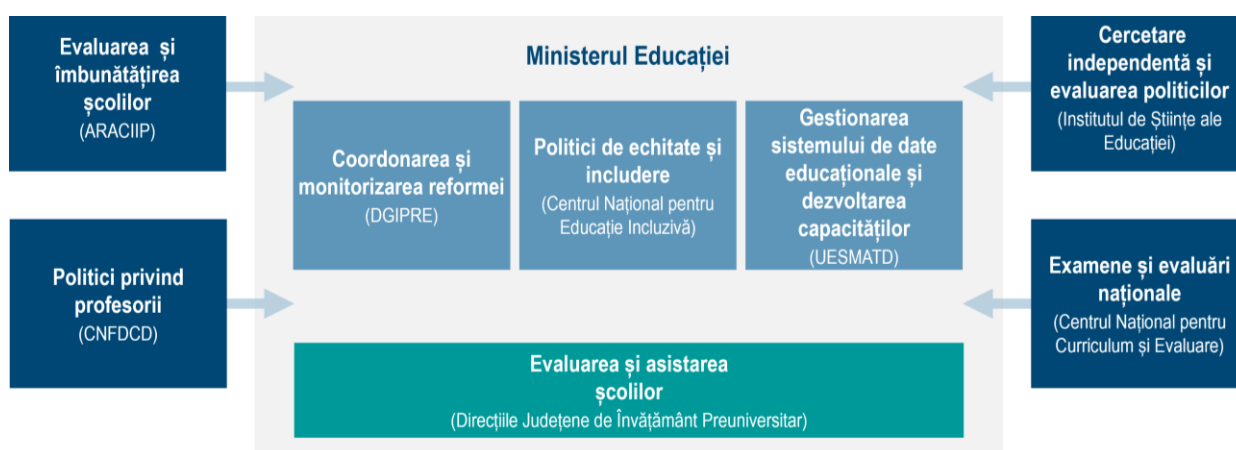 Evaluarea și
îmbunătățirea
școlilor
(ARACIIP)
Politici privind
profesorii
(CNFDCD)
Ministerul Educației
Coordonarea și
monitorizarea reformei
(DGIPRE)
Politici de echitate și
includere
(Centrul Național pentru
Educație Incluzivă)
Gestionarea
sistemului de date
educaționale și
dezvoltarea
capacităților
(UESMATD)
Evaluarea și asistarea
școlilor
(Direcțiile Județene de Învățământ Preuniversitar)
Cercetare
independentă și
evaluarea politicilor
(Institutul de Științe ale
Educației)
Examene și evaluări
naționale
(Centrul Național pentru
Curriculum și Evaluare)